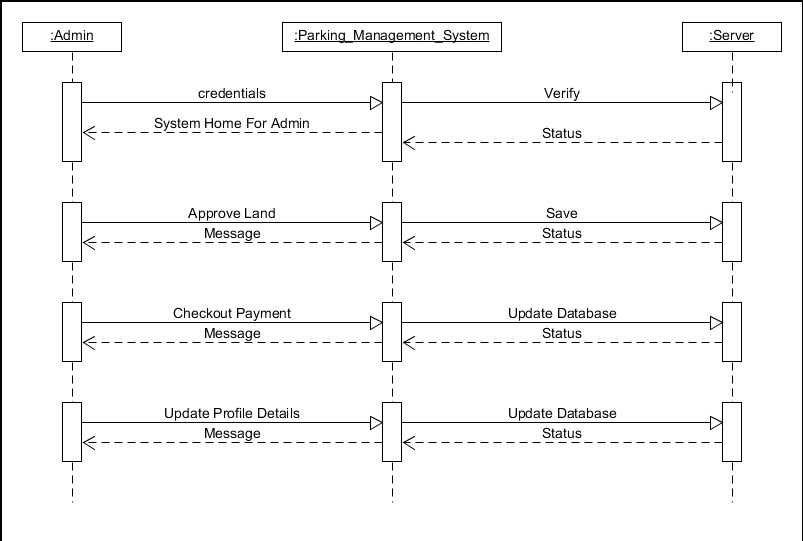 :Admin
:Parking_Management_System
:Server
credentials
Verify
System Home For Admin
Status
Approve Land
Save
Message
Status
Checkout Payment
Update Database
Message
Status
Update Profile Details
Update Database
Message
Status